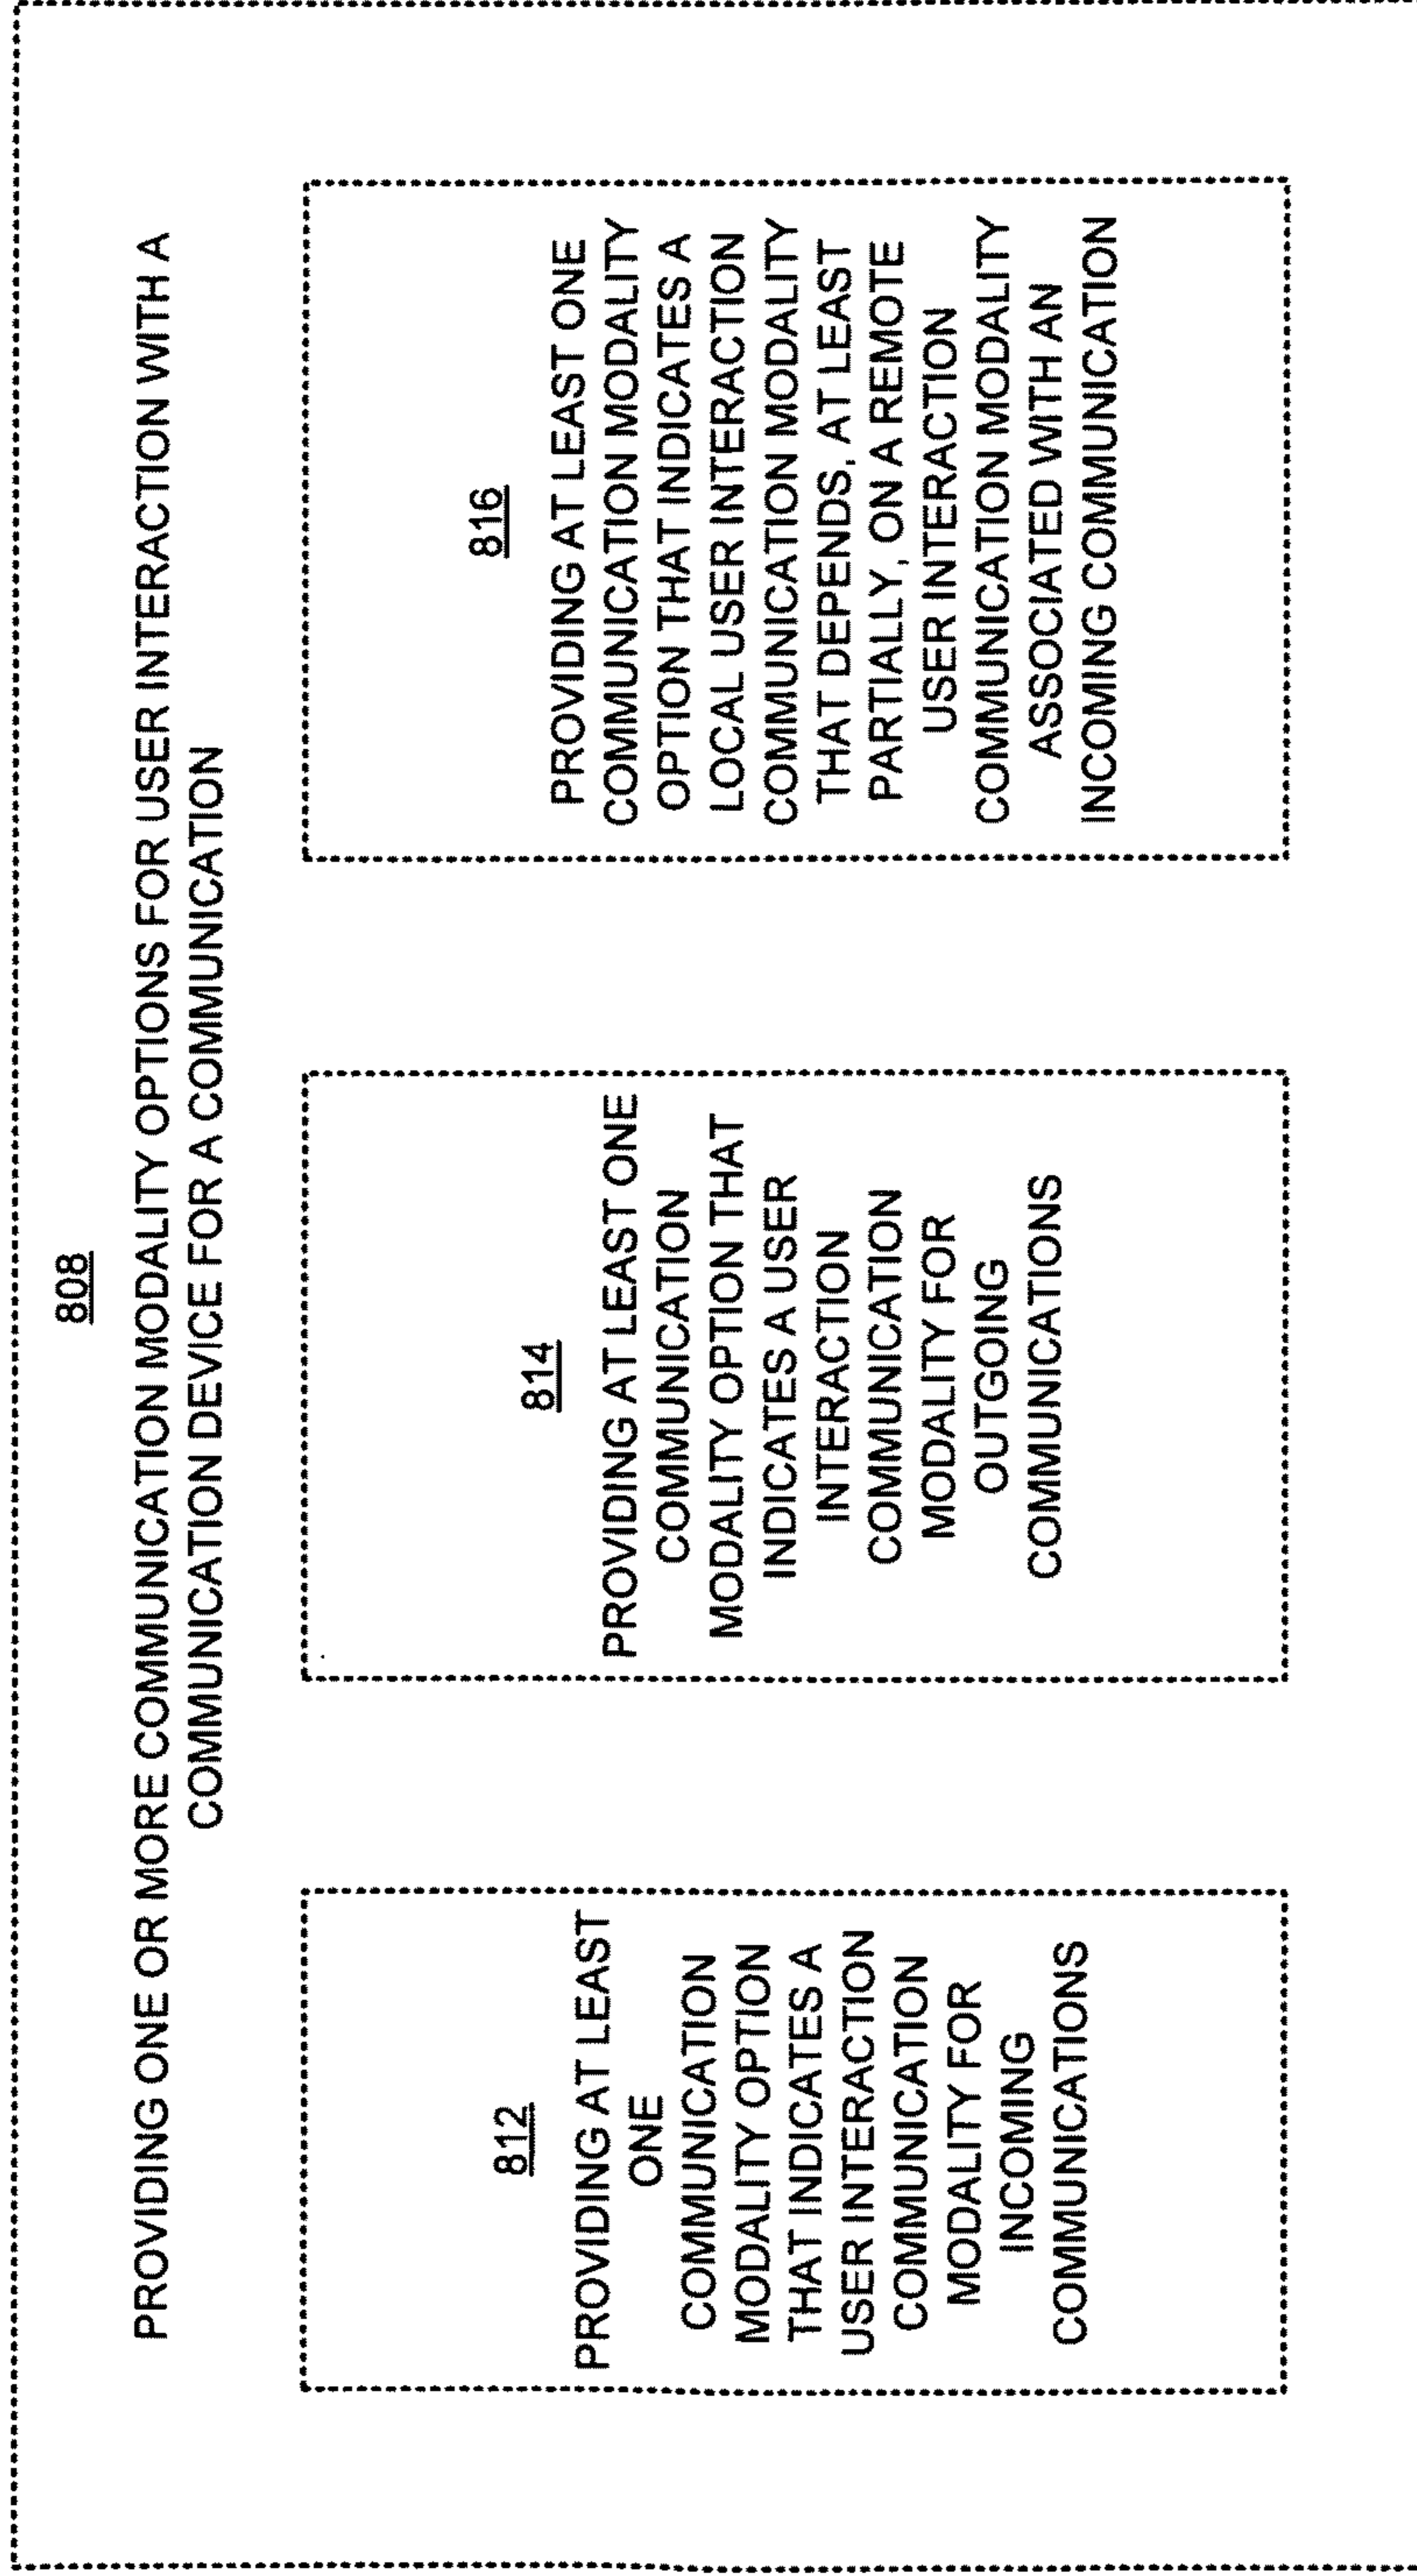 808
PROVIDING ONE OR MORE COMMUNICATION MODALITY OPTIONS FOR USER INTERACTION WITH A
COMMUNICATION DEVICE FOR A COMMUNICATION
812
PROVIDING AT LEAST
ONE
COMMUNICATION
MODALITY OPTION
THAT INDICATES A
USER INTERACTION
COMMUNICATION
MODALITY FOR
INCOMING
COMMUNICATIONS
814
PROVIDING AT LEAST ONE
COMMUNICATION
MODALITY OPTION THAT
INDICATES A USER
INTERACTION
COMMUNICATION
MODALITY FOR
OUTGOING
COMMUNICATIONS
816
PROVIDING AT LEAST ONE
COMMUNICATION MODALITY
OPTION THAT INDICATES A
LOCAL USER INTERACTION
COMMUNICATION MODALITY
THAT DEPENDS, AT LEAST
PARTIALLY, ON A REMOTE
USER INTERACTION
COMMUNICATION MODALITY
ASSOCIATED WITH AN
INCOMING COMMUNICATION